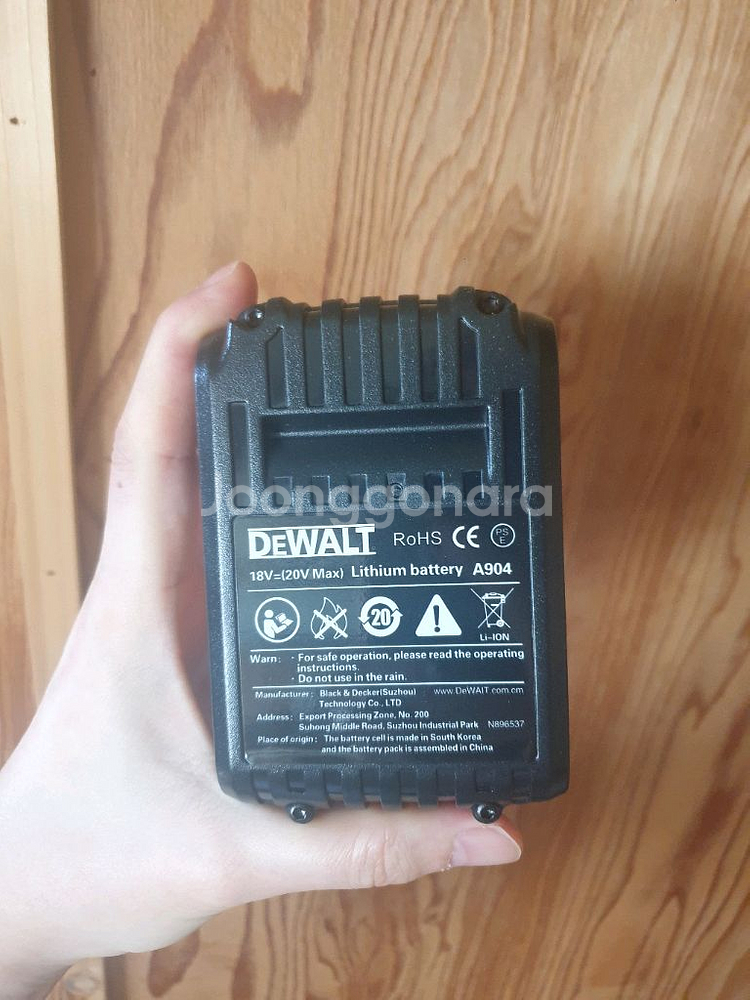 Joonggonara
DEWALT RoHS CE PS E
18V=(20V Max) Lithium battery A904
20
Li-ION
Warn: · For safe operation, please read the operating
instructions.
· Do not use in the rain.
Manufacturer: Black & Decker(Suzhou) www.DeWAIT.com.cm
Technology Co., LTD
Address: Export Processing Zone, No. 200
Suhong Middle Road, Suzhou Industrial Park N896537
Place of origin: The battery cell is made in South Korea
and the battery pack is assembled in China